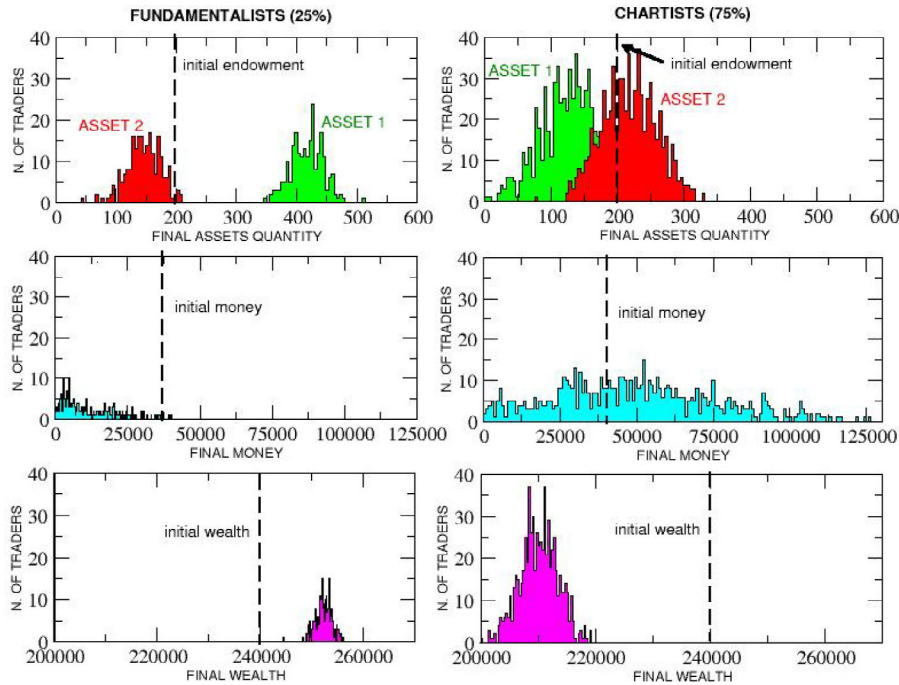 FUNDAMENTALISTS (25%)
CHARTISTS (75%)
N. OF TRADERS
40
30
20
10
0
initial endowment
ASSET 2
ASSET 1
0 100 200 300 400 500 600
FINAL ASSETS QUANTITY
N. OF TRADERS
40
30
20
10
0
ASSET 1
initial endowment
ASSET 2
0 100 200 300 400 500 600
FINAL ASSETS QUANTITY
N. OF TRADERS
40
30
20
10
0
initial money
0 25000 50000 75000 100000 125000
FINAL MONEY
N. OF TRADERS
40
30
20
10
0
initial money
0 25000 50000 75000 100000 125000
FINAL MONEY
N. OF TRADERS
40
30
20
10
0
initial wealth
200000 220000 240000 260000
FINAL WEALTH
N. OF TRADERS
40
30
20
10
0
initial wealth
200000 220000 240000 260000
FINAL WEALTH